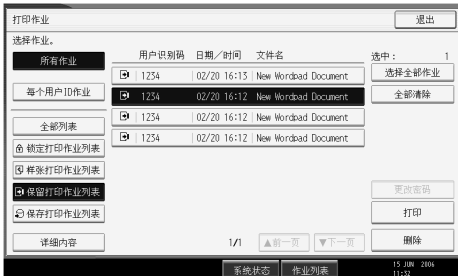 打印作业
退出
选择作业。
所有作业
用户识别码 日期／时间 文件名
选中： 1
1234 02/20 16:13 New Wordpad Document
选择全部作业
每个用户ID作业
1234 02/20 16:12 New Wordpad Document
全部清除
1234 02/20 16:12 New Wordpad Document
全部列表
1234 02/20 16:12 New Wordpad Document
锁定打印作业列表
样张打印作业列表
保留打印作业列表
更改密码
保存打印作业列表
打印
详细内容
1/1
▲前一页
▼下一页
删除
系统状态
作业列表
15 JUN 2006
11:32